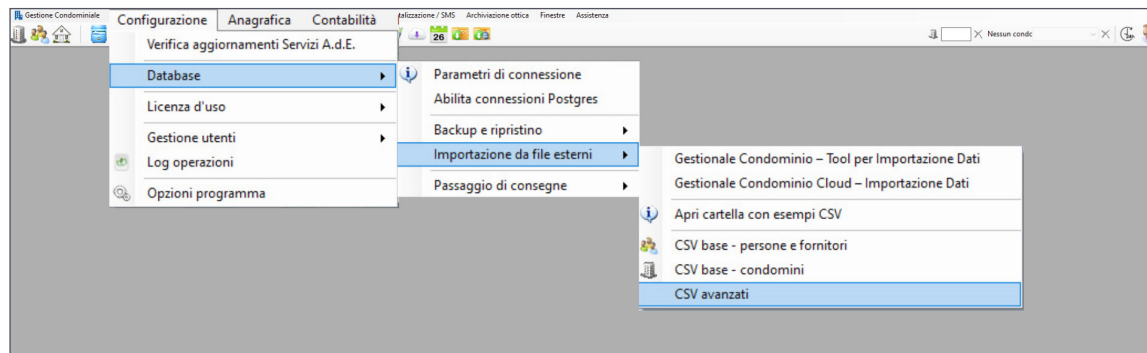 Gestione Condominiale
Configurazione Anagrafica Contabilità
talizzazione / SMS Archiviazione ottica Finestre Assistenza
26
Nessun condc
Verifica aggiornamenti Servizi A.d.E.
Database
Licenza d'uso
Gestione utenti
Log operazioni
Opzioni programma
Parametri di connessione
Abilita connessioni Postgres
Backup e ripristino
Importazione da file esterni
Passaggio di consegne
Gestionale Condominio – Tool per Importazione Dati
Gestionale Condominio Cloud – Importazione Dati
Apri cartella con esempi CSV
CSV base - persone e fornitori
CSV base - condomini
CSV avanzati